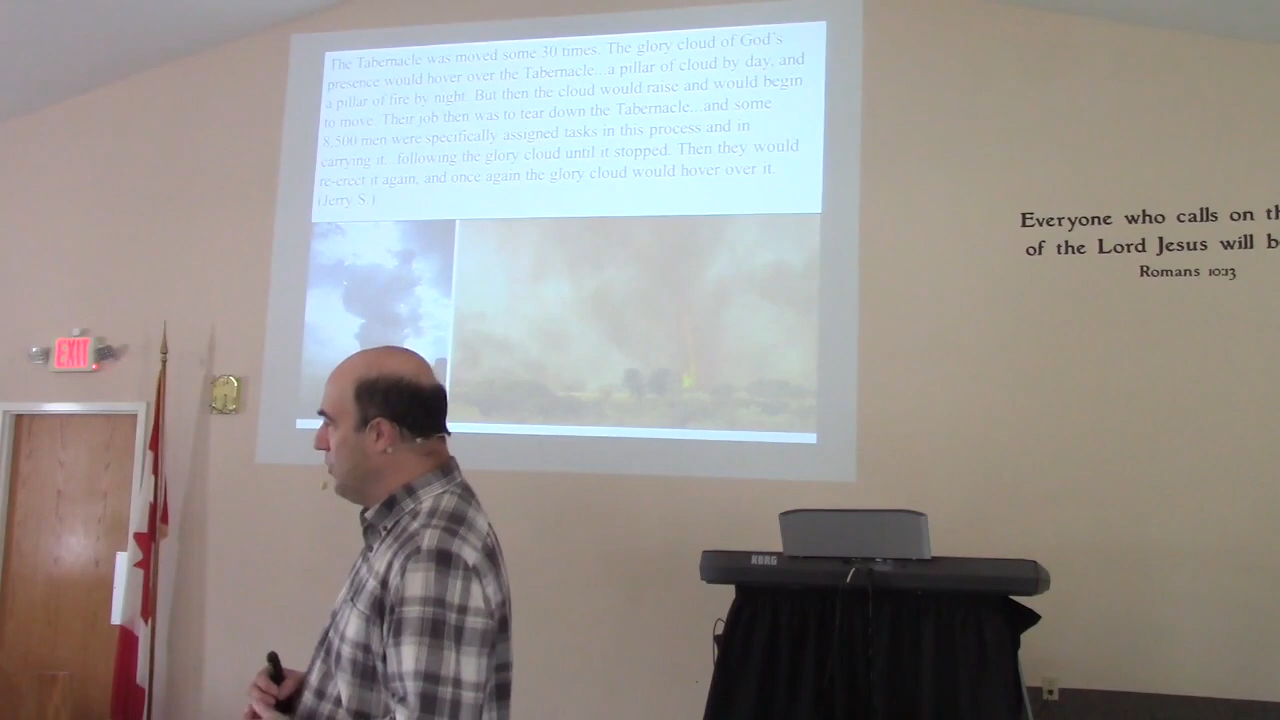 The Tabernacle was moved some 30 times. The glory cloud of God's
presence would hover over the Tabernacle...a pillar of cloud by day, and
a pillar of fire by night. But then the cloud would raise and would begin
to move. Their job then was to tear down the Tabernacle...and some
8,500 men were specifically assigned tasks in this process and in
carrying it...following the glory cloud until it stopped. Then they would
re-erect it again, and once again the glory cloud would hover over it.
(Jerry S.)
Everyone who calls on th
of the Lord Jesus will b
Romans 10:13
EXIT
KORG